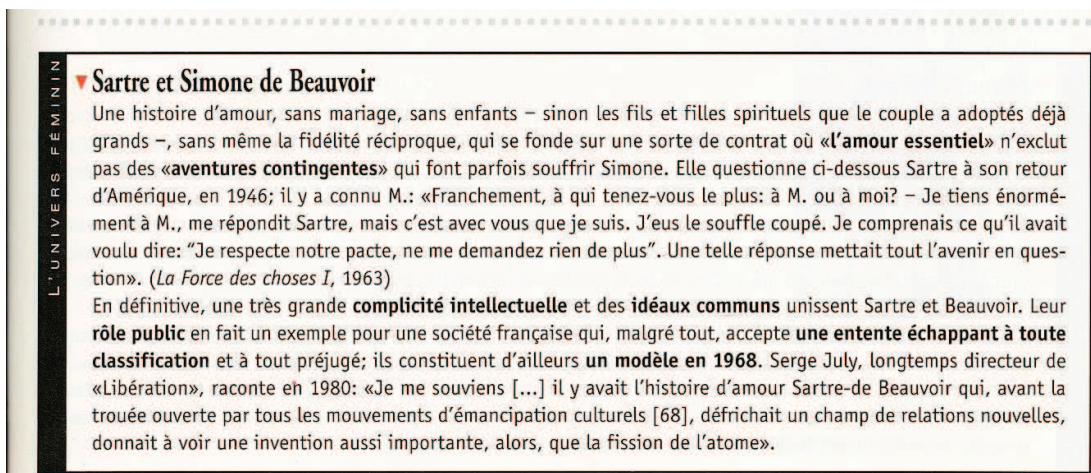 L'UNIVERS FÉMININ
Sartre et Simone de Beauvoir
Une histoire d'amour, sans mariage, sans enfants – sinon les fils et filles spirituels que le couple a adoptés déjà
grands –, sans même la fidélité réciproque, qui se fonde sur une sorte de contrat où «l'amour essentiel» n'exclut
pas des «aventures contingentes» qui font parfois souffrir Simone. Elle questionne ci-dessous Sartre à son retour
d'Amérique, en 1946; il y a connu M.: «Franchement, à qui tenez-vous le plus: à M. ou à moi? – Je tiens énormé-
ment à M., me répondit Sartre, mais c'est avec vous que je suis. J'eus le souffle coupé. Je comprenais ce qu'il avait
voulu dire: "Je respecte notre pacte, ne me demandez rien de plus". Une telle réponse mettait tout l'avenir en ques-
tion». (La Force des choses I, 1963)
En définitive, une très grande complicité intellectuelle et des idéaux communs unissent Sartre et Beauvoir. Leur
rôle public en fait un exemple pour une société française qui, malgré tout, accepte une entente échappant à toute
classification et à tout préjugé; ils constituent d'ailleurs un modèle en 1968. Serge July, longtemps directeur de
«Libération», raconte en 1980: «Je me souviens [...] il y avait l'histoire d'amour Sartre-de Beauvoir qui, avant la
trouée ouverte par tous les mouvements d'émancipation culturels [68], défrichait un champ de relations nouvelles,
donnait à voir une invention aussi importante, alors, que la fission de l'atome».